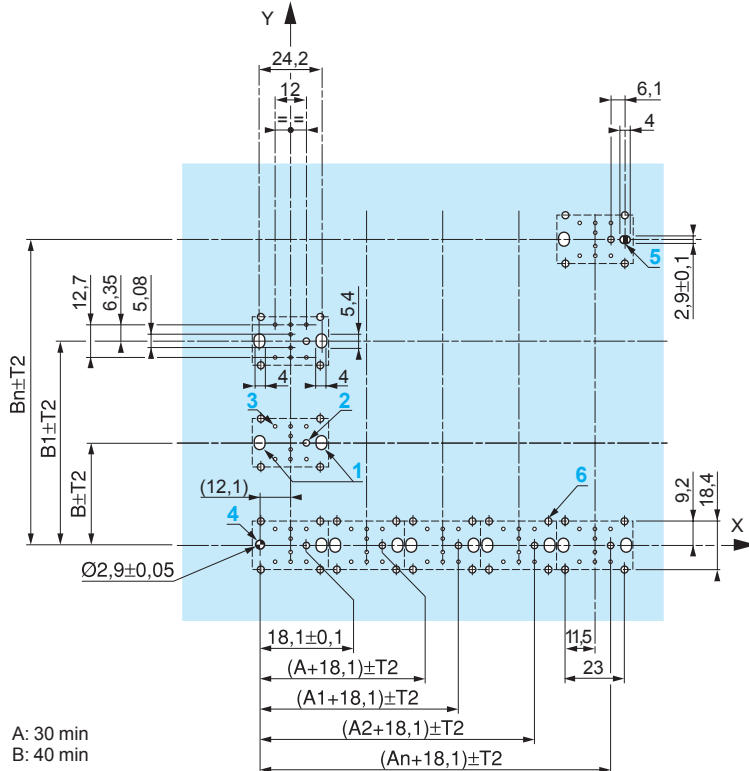 Y
24,2
12
= =
6,1
4
5
2,9±0,1
12,7
6,35
5,08
5,4
4
4
Bn±T2
B1±T2
B±T2
3
2
1
(12,1)
4
6
9,2
18,4
X
Ø2,9±0,05
18,1±0,1
11,5
(A+18,1)±T2
23
(A1+18,1)±T2
(A2+18,1)±T2
(An+18,1)±T2
A: 30 min
B: 40 min